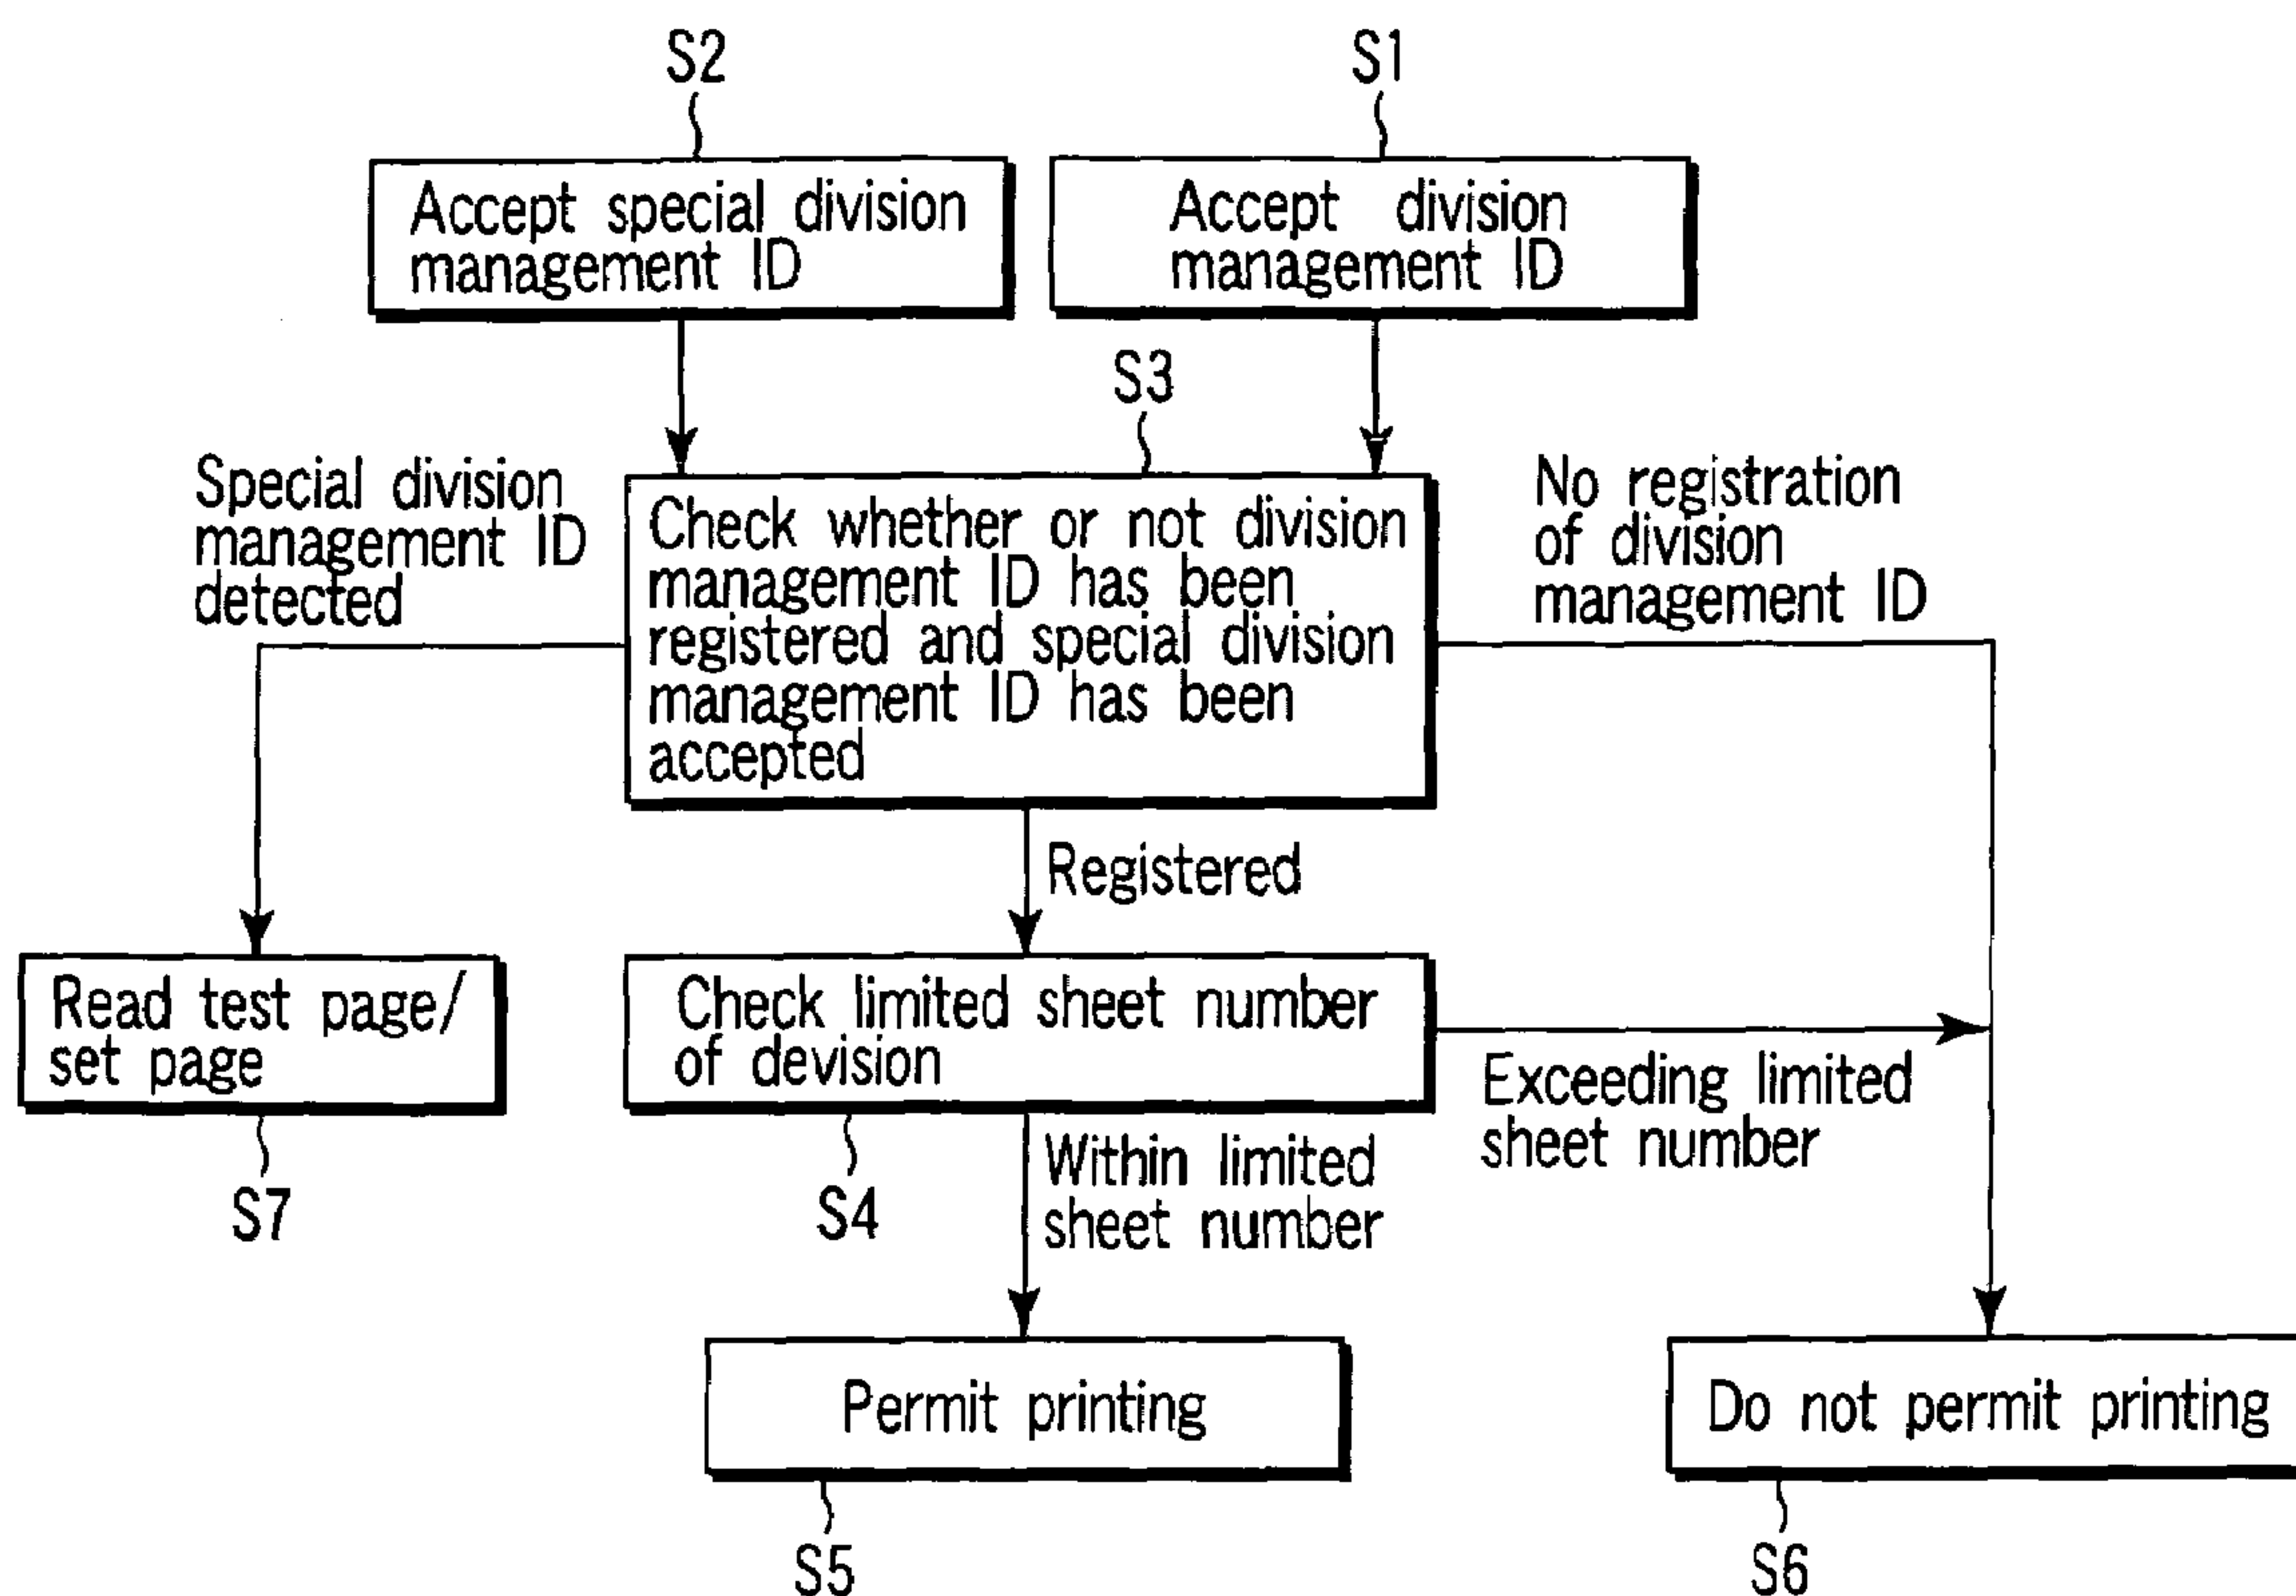 S2
S1
Accept special division
management ID
Accept division
management ID
S3
Special division
management ID
detected
Check whether or not division
management ID has been
registered and special division
management ID has been
accepted
No registration
of division
management ID
Registered
Read test page/
set page
Check limited sheet number
of devision
Exceeding limited
sheet number
S7
S4
Within limited
sheet number
Permit printing
Do not permit printing
S5
S6